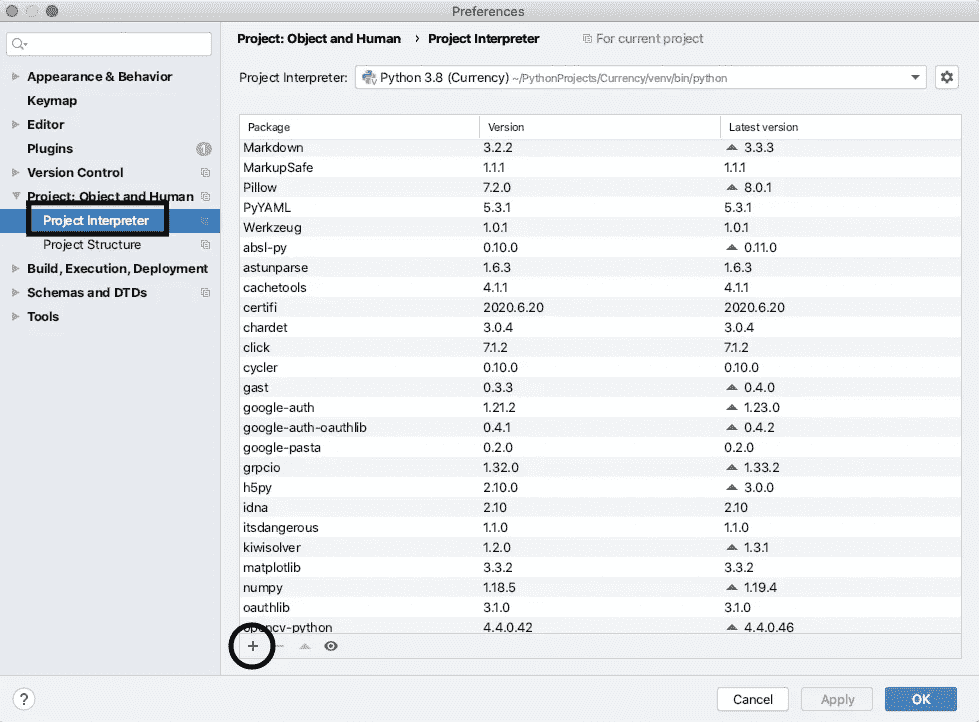 Preferences
Project: Object and Human › Project Interpreter For current project
Project Interpreter: Python 3.8 (Currency) ~/PythonProjects/Currency/venv/bin/python
Appearance & Behavior
Keymap
Editor
Plugins 1
Version Control
Project: Object and Human
Project Interpreter
Project Structure
Build, Execution, Deployment
Schemas and DTDs
Tools
Package Version Latest version
Markdown 3.2.2 3.3.3
MarkupSafe 1.1.1 1.1.1
Pillow 7.2.0 8.0.1
PyYAML 5.3.1 5.3.1
Werkzeug 1.0.1 1.0.1
absl-py 0.10.0 0.11.0
astunparse 1.6.3 1.6.3
cachetools 4.1.1 4.1.1
certifi 2020.6.20 2020.6.20
chardet 3.0.4 3.0.4
click 7.1.2 7.1.2
cycler 0.10.0 0.10.0
gast 0.3.3 0.4.0
google-auth 1.21.2 1.23.0
google-auth-oauthlib 0.4.1 0.4.2
google-pasta 0.2.0 0.2.0
grpcio 1.32.0 1.33.2
h5py 2.10.0 3.0.0
idna 2.10 2.10
itsdangerous 1.1.0 1.1.0
kiwisolver 1.2.0 1.3.1
matplotlib 3.3.2 3.3.2
numpy 1.18.5 1.19.4
oauthlib 3.1.0 3.1.0
opencv-python 4.4.0.42 4.4.0.46
? Cancel Apply OK